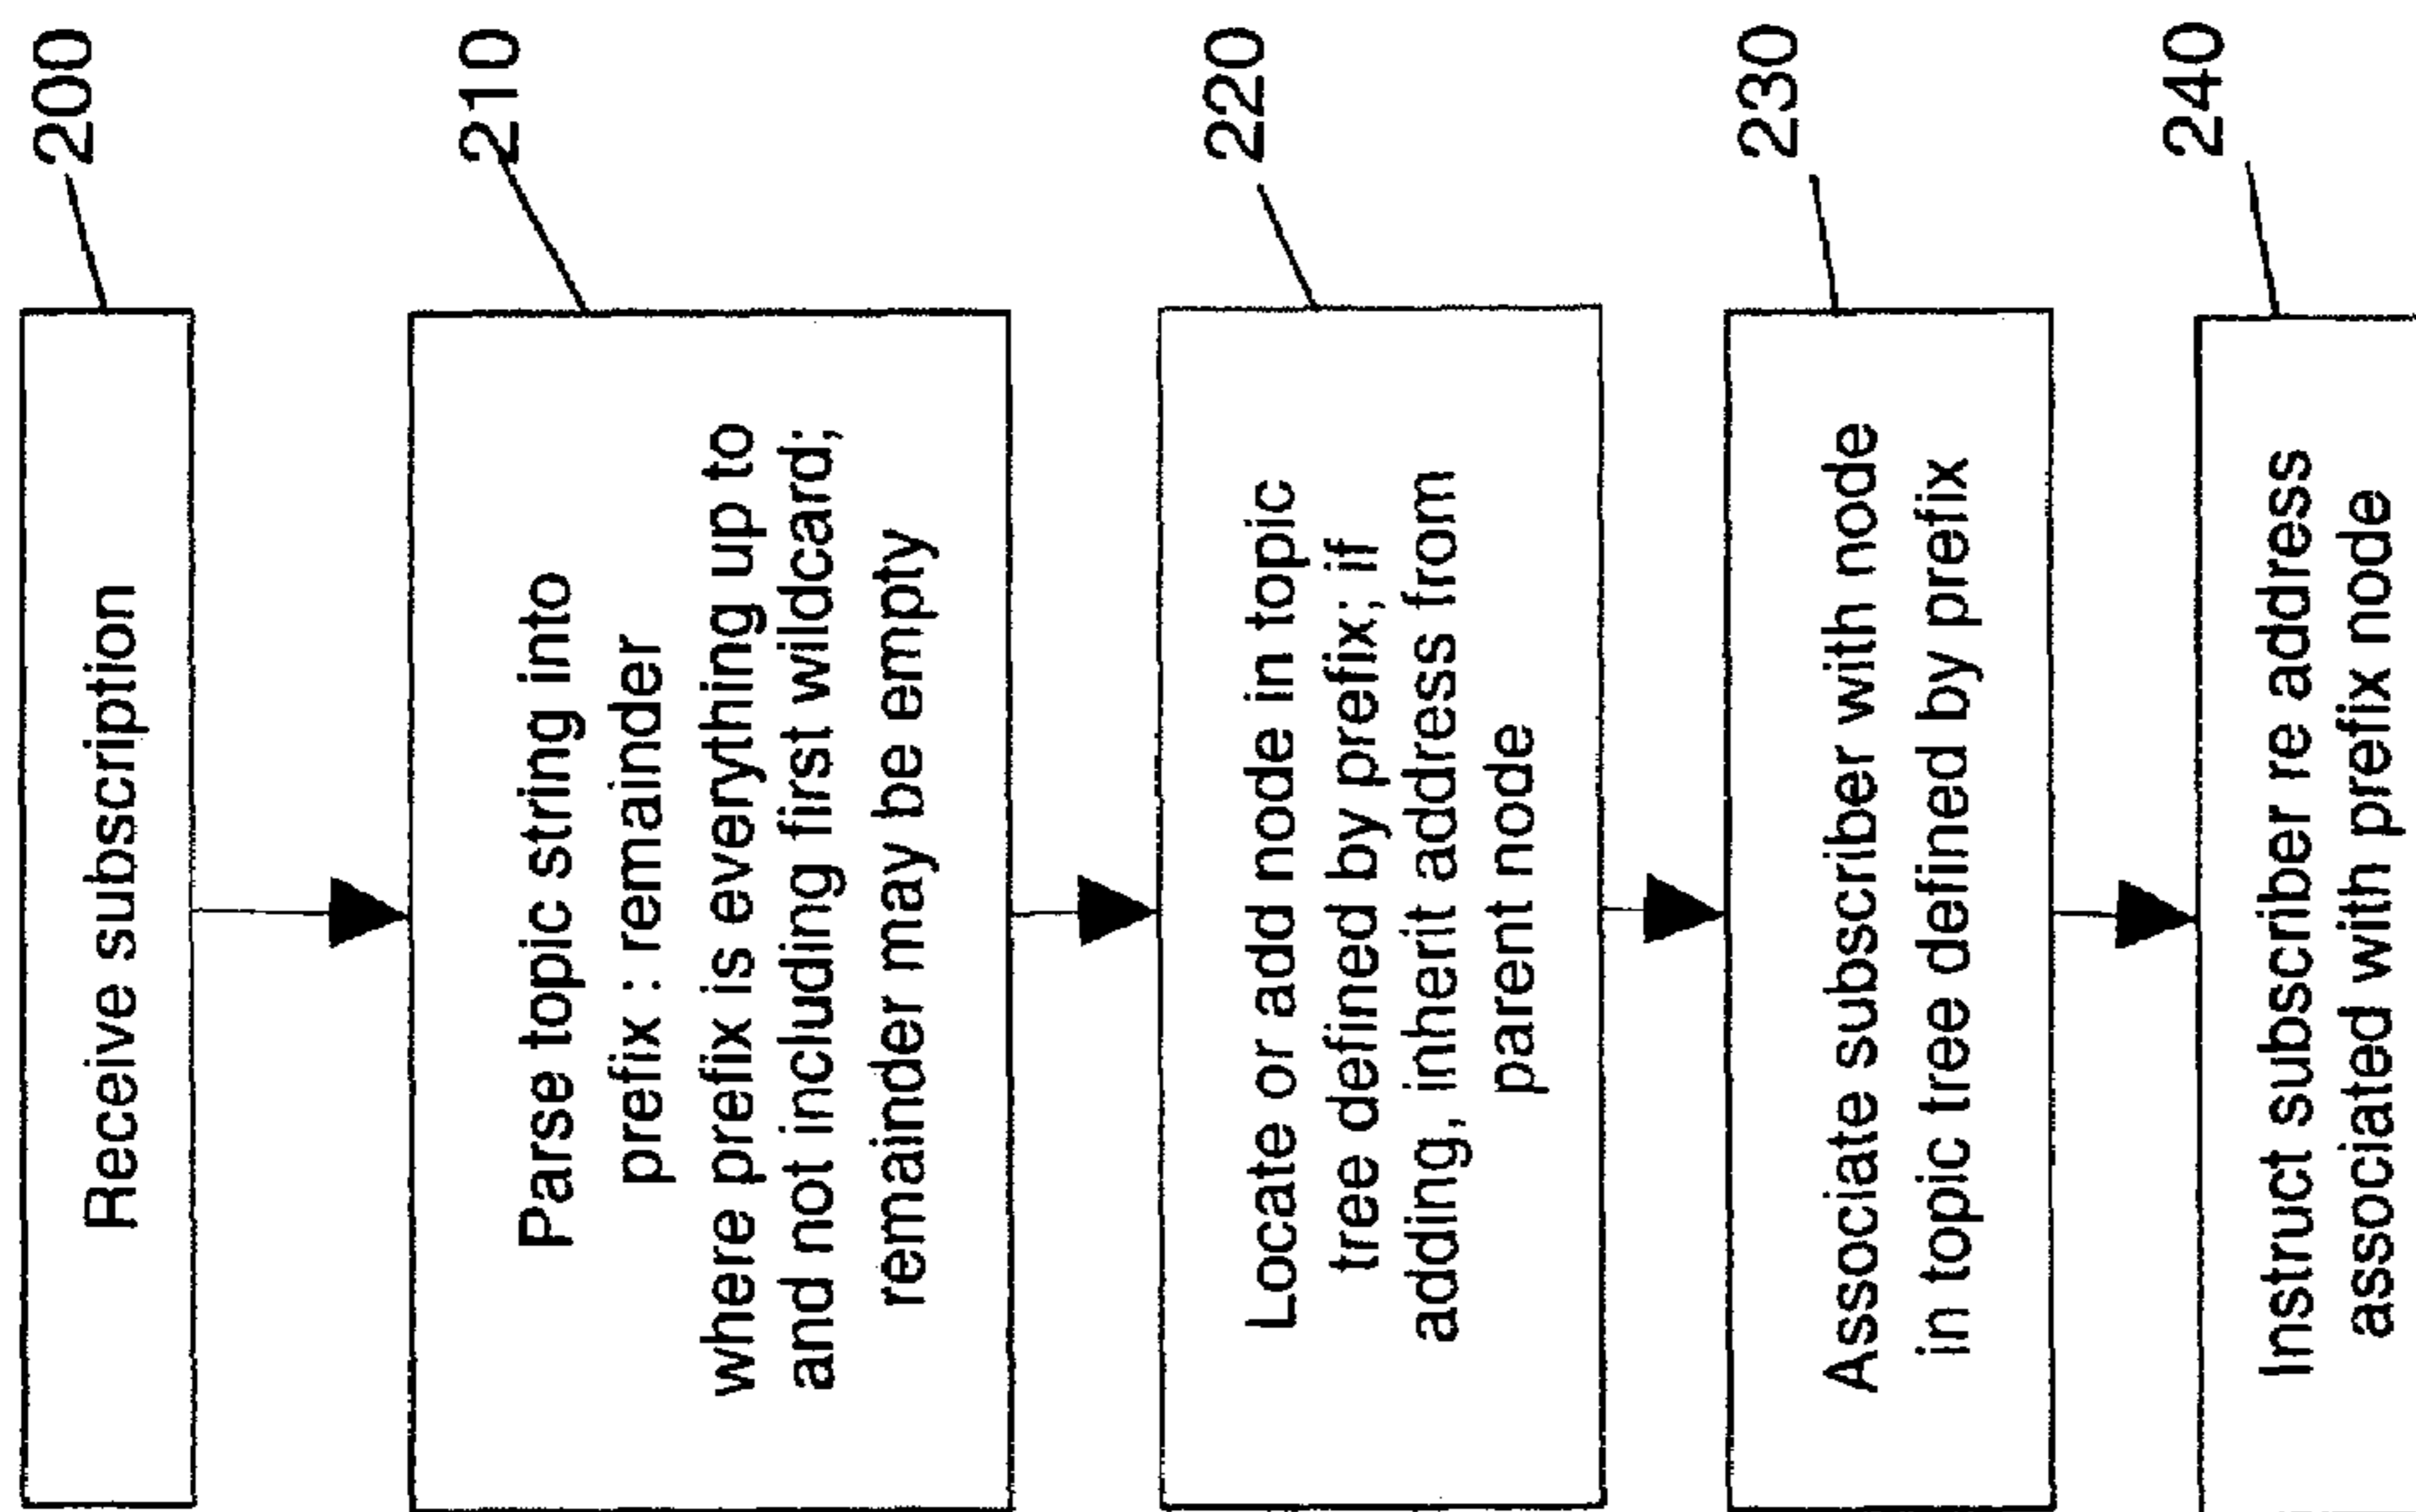 Receive subscription
200
Parse topic string into
prefix : remainder
where prefix is everything up to
and not including first wildcard;
remainder may be empty
210
Locate or add node in topic
tree defined by prefix; if
adding, inherit address from
parent node
220
Associate subscriber with node
in topic tree defined by prefix
230
Instruct subscriber re address
associated with prefix node
240